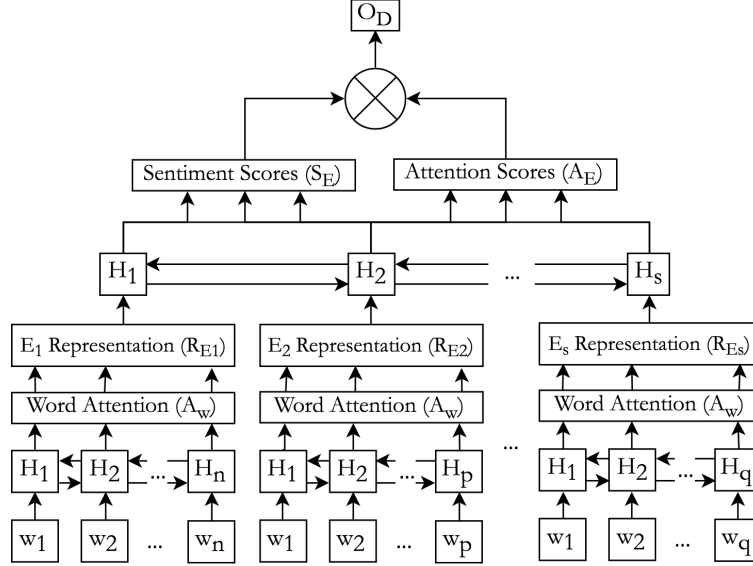 O_D
Sentiment Scores (S_E)
Attention Scores (A_E)
H_1 H_2 ... H_s
E_1 Representation (R_E1) E_2 Representation (R_E2) E_s Representation (R_Es)
Word Attention (A_w) Word Attention (A_w) Word Attention (A_w)
...
H_1 H_2 ... H_n H_1 H_2 ... H_p H_1 H_2 ... H_q
w_1 w_2 ... w_n w_1 w_2 ... w_p w_1 w_2 ... w_q